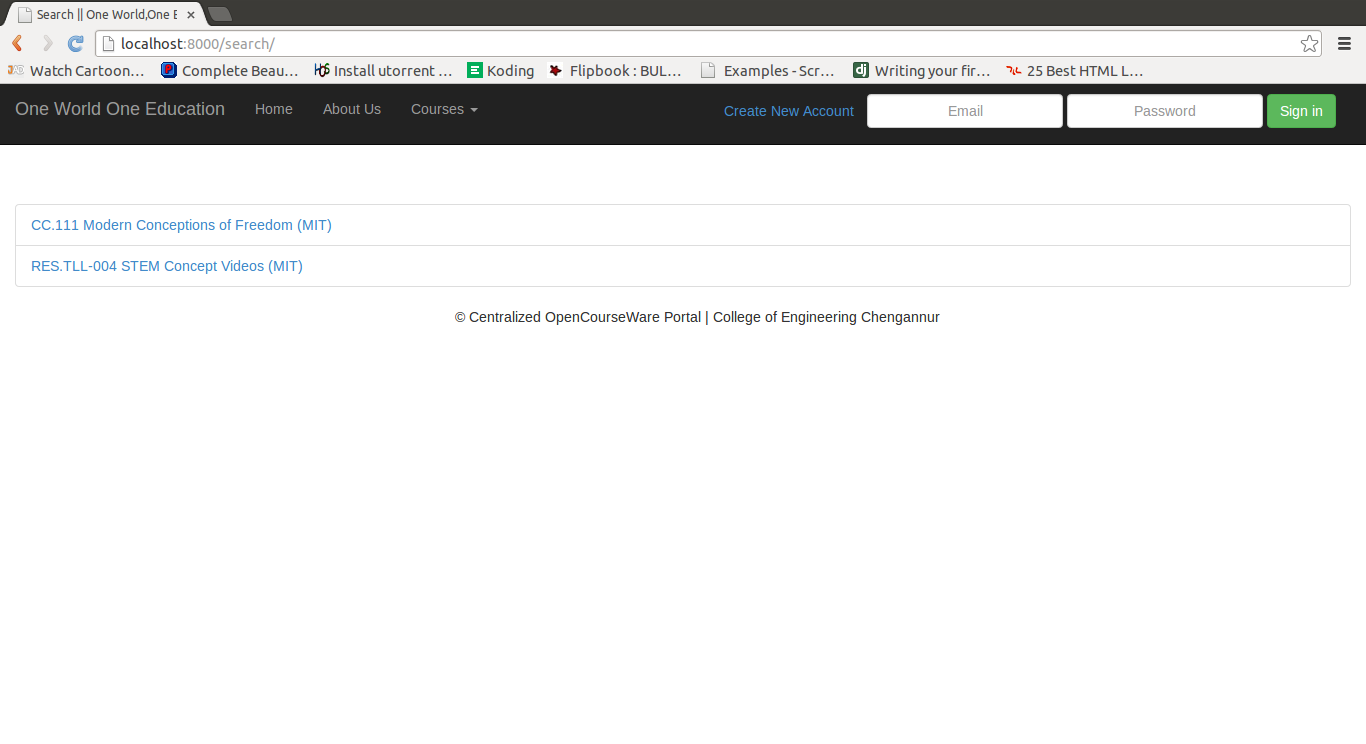 Search || One World,One E
localhost:8000/search/
Watch Cartoon… Complete Beau… Install utorrent … Koding Flipbook : BUL… Examples - Scr… Writing your fir… 25 Best HTML L…
One World One Education Home About Us Courses Create New Account Email Password Sign in
CC.111 Modern Conceptions of Freedom (MIT)
RES.TLL-004 STEM Concept Videos (MIT)
© Centralized OpenCourseWare Portal | College of Engineering Chengannur